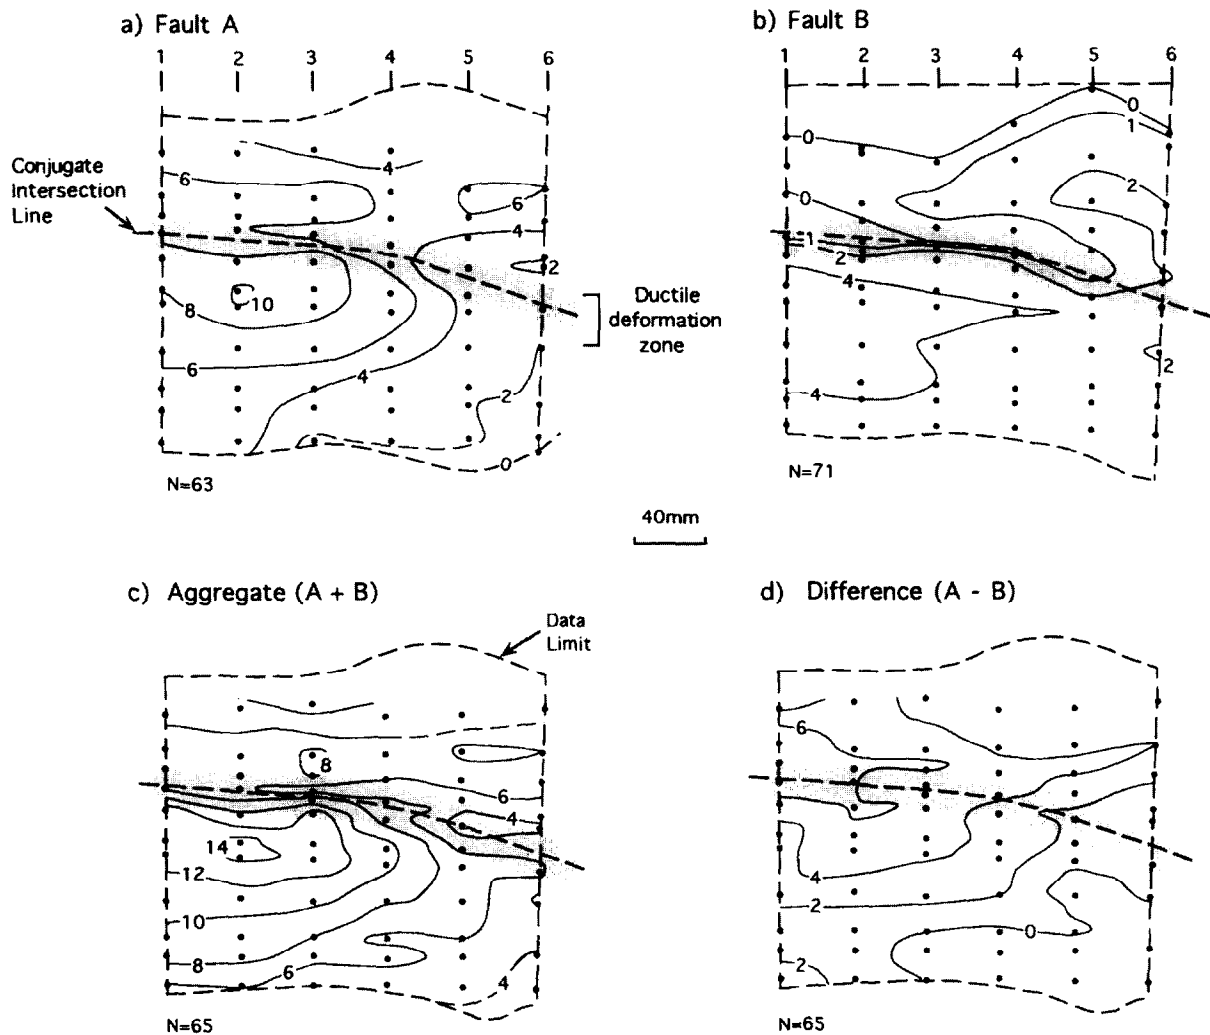 a) Fault A
1 2 3 4 5 6
4
6
6
4
2
8
10
6
4
2
0
Conjugate
Intersection
Line
Ductile
deformation
zone
N=63
b) Fault B
1 2 3 4 5 6
0
1
0
2
0
1
2
4
2
4
N=71
40mm
c) Aggregate (A + B)
Data
Limit
8
6
4
14
12
10
8
6
4
N=65
d) Difference (A - B)
6
4
2
0
2
N=65